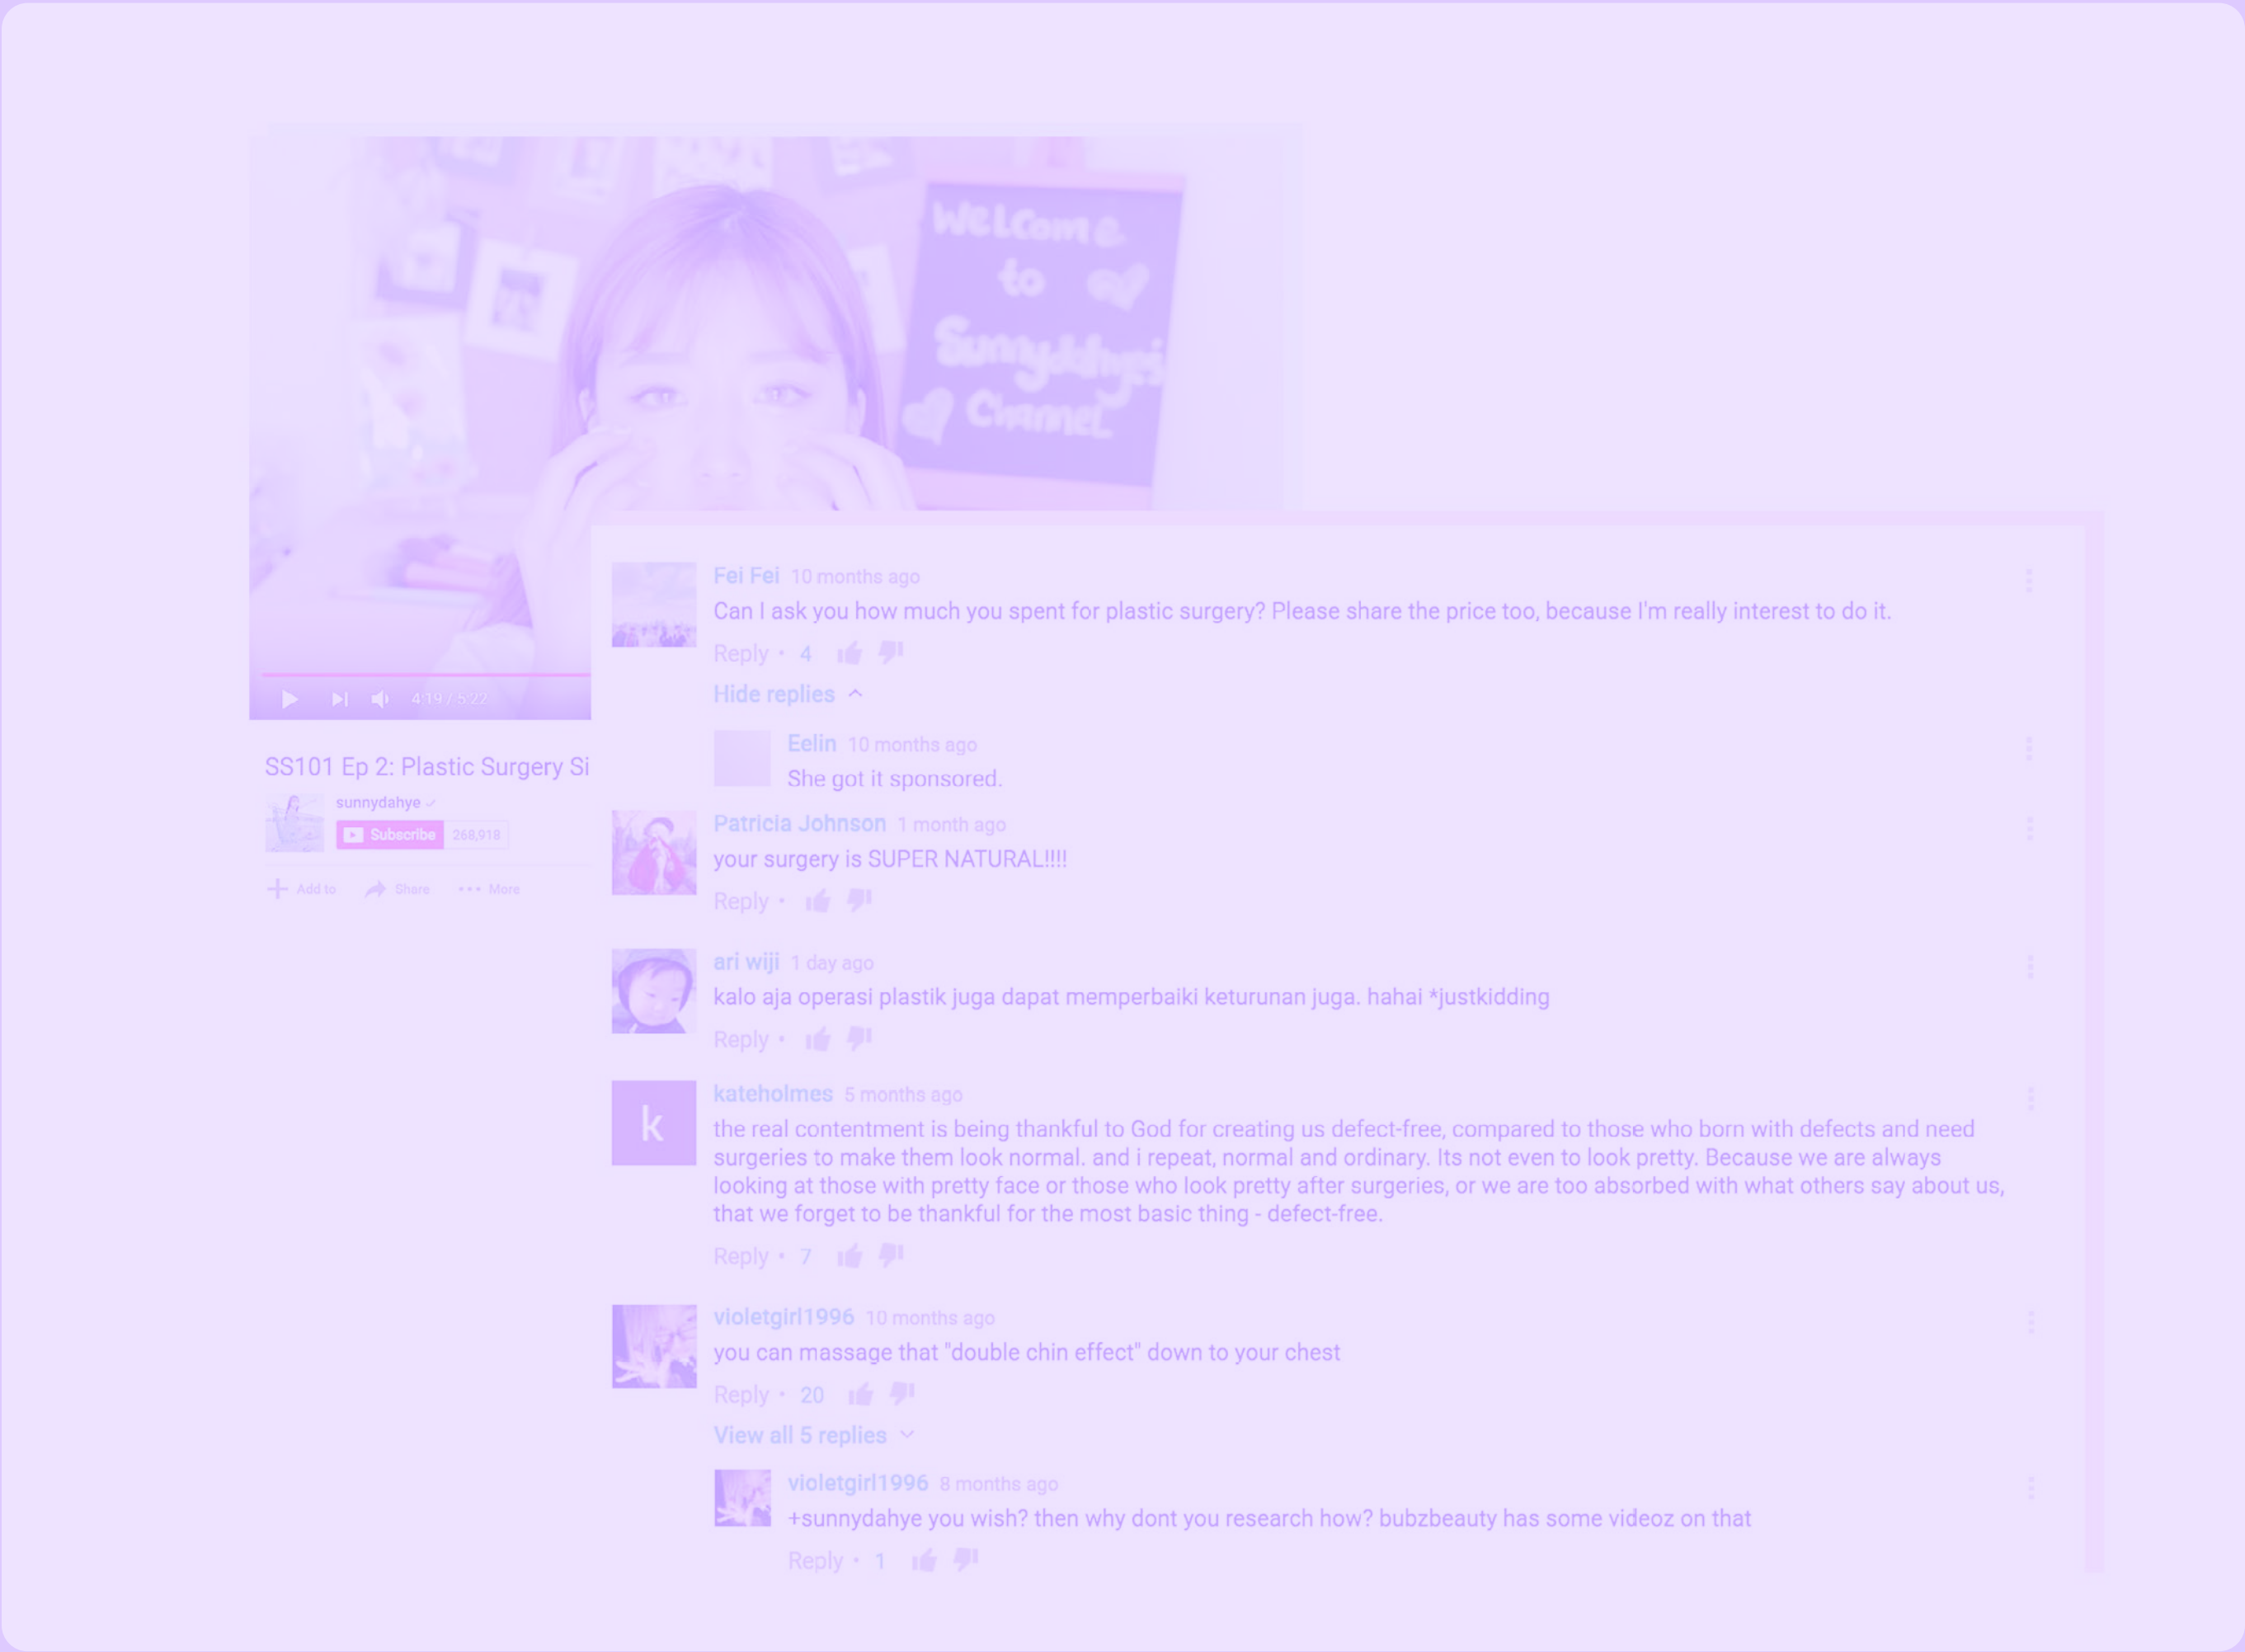 Welcome
to
Sunnydahye's
Channel
4:19 / 5:22
SS101 Ep 2: Plastic Surgery Si
sunnydahye
Subscribe 268,918
Add to Share More
Fei Fei 10 months ago
Can I ask you how much you spent for plastic surgery? Please share the price too, because I'm really interest to do it.
Reply • 4
Hide replies
Eelin 10 months ago
She got it sponsored.
Patricia Johnson 1 month ago
your surgery is SUPER NATURAL!!!!
Reply •
ari wiji 1 day ago
kalo aja operasi plastik juga dapat memperbaiki keturunan juga. hahai *justkidding
Reply •
k
kateholmes 5 months ago
the real contentment is being thankful to God for creating us defect-free, compared to those who born with defects and need
surgeries to make them look normal. and i repeat, normal and ordinary. Its not even to look pretty. Because we are always
looking at those with pretty face or those who look pretty after surgeries, or we are too absorbed with what others say about us,
that we forget to be thankful for the most basic thing - defect-free.
Reply • 7
violetgirl1996 10 months ago
you can massage that "double chin effect" down to your chest
Reply • 20
View all 5 replies
violetgirl1996 8 months ago
+sunnydahye you wish? then why dont you research how? bubzbeauty has some videoz on that
Reply • 1